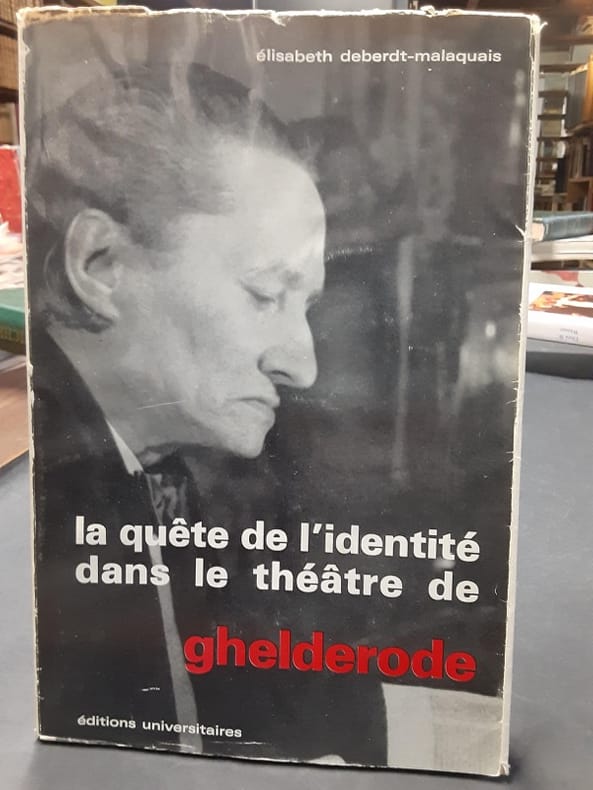 élisabeth deberdt-malaquais
la quête de l'identité
dans le théâtre de
ghelderode
éditions universitaires